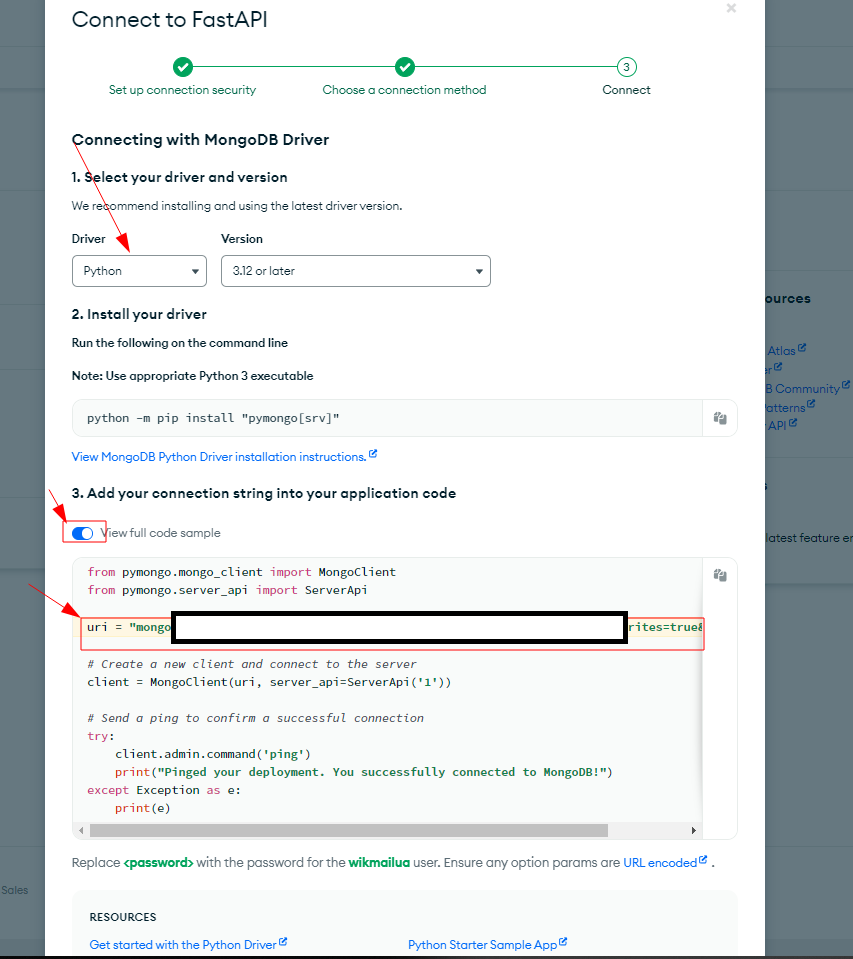 Connect to FastAPI
Set up connection security
Choose a connection method
3
Connect
Connecting with MongoDB Driver
1. Select your driver and version
We recommend installing and using the latest driver version.
Driver
Version
Python
3.12 or later
2. Install your driver
Run the following on the command line
Note: Use appropriate Python 3 executable
python -m pip install "pymongo[srv]"
View MongoDB Python Driver installation instructions.
3. Add your connection string into your application code
View full code sample
from pymongo.mongo_client import MongoClient
from pymongo.server_api import ServerApi
uri = "mongo rites=true&
# Create a new client and connect to the server
client = MongoClient(uri, server_api=ServerApi('1'))
# Send a ping to confirm a successful connection
try:
client.admin.command('ping')
print("Pinged your deployment. You successfully connected to MongoDB!")
except Exception as e:
print(e)
Replace <password> with the password for the wikmailua user. Ensure any option params are URL encoded .
RESOURCES
Get started with the Python Driver
Python Starter Sample App
ources
Atlas
er
B Community
Patterns
API
s
latest feature en
Sales